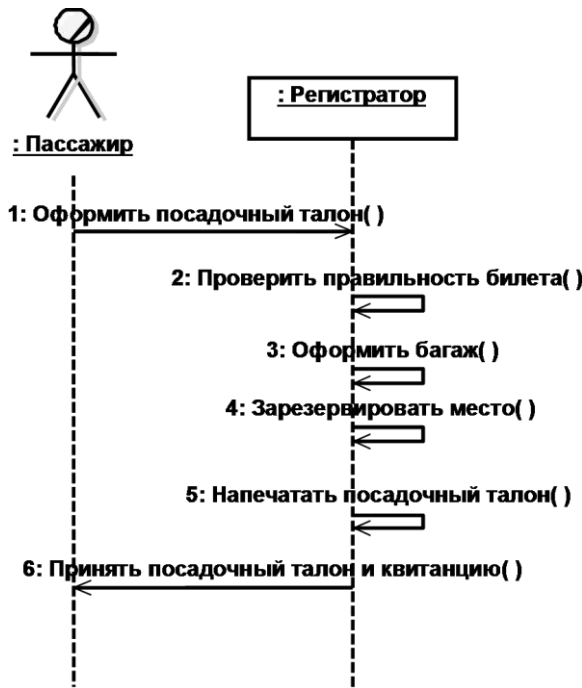 : Регистратор
: Пассажир
1: Оформить посадочный талон( )
2: Проверить правильность билета( )
3: Оформить багаж( )
4: Зарезервировать место( )
5: Напечатать посадочный талон( )
6: Принять посадочный талон и квитанцию( )